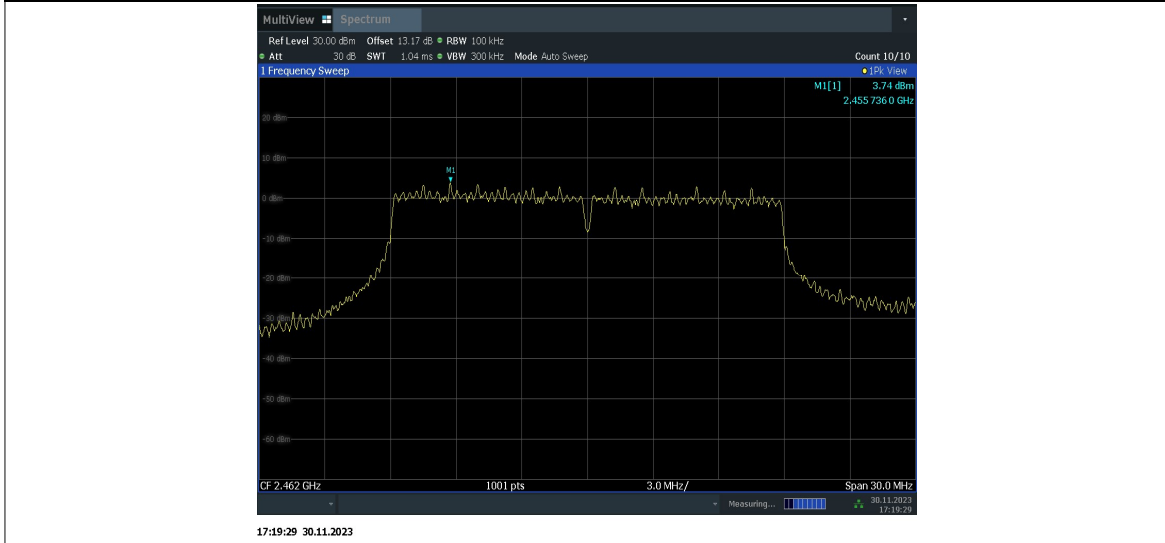 MultiView Spectrum
Ref Level 30.00 dBm Offset 13.17 dB RBW 100 kHz
Att 30 dB SWT 1.04 ms VBW 300 kHz Mode Auto Sweep Count 10/10
1 Frequency Sweep 1Pk View
M1[1] 3.74 dBm
2.455 736 0 GHz
20 dBm
10 dBm
M1
0 dBm
-10 dBm
-20 dBm
-30 dBm
-40 dBm
-50 dBm
-60 dBm
CF 2.462 GHz 1001 pts 3.0 MHz/ Span 30.0 MHz
Measuring... 30.11.2023
17:19:29
17:19:29 30.11.2023